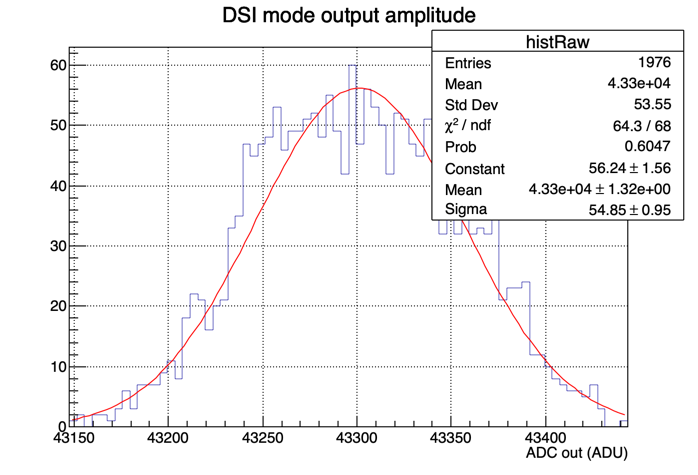 DSI mode output amplitude
histRaw
Entries 1976
Mean 4.33e+04
Std Dev 53.55
χ² / ndf 64.3 / 68
Prob 0.6047
Constant 56.24 ± 1.56
Mean 4.33e+04 ± 1.32e+00
Sigma 54.85 ± 0.95
60
50
40
30
20
10
0
43150 43200 43250 43300 43350 43400
ADC out (ADU)